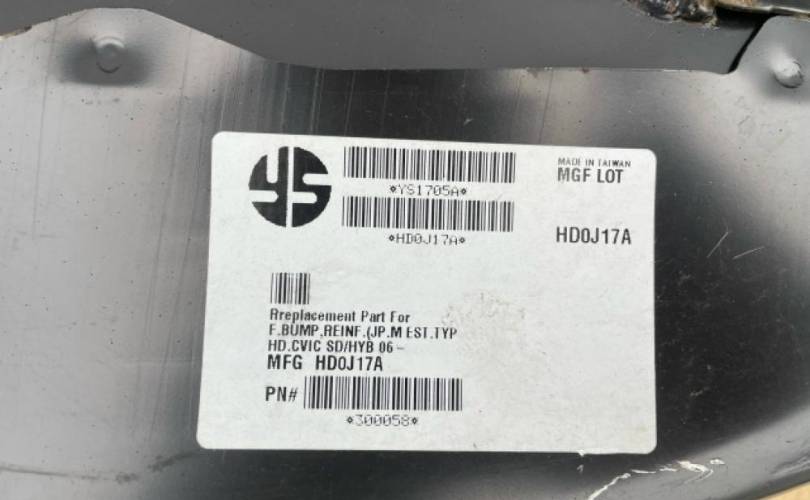 YS
*YS1705A*
MADE IN TAIWAN
MGF LOT
*HD0J17A*
HD0J17A
Rreplacement Part For
F.BUMP,REINF.(JP.M EST.TYP
HD.CVIC SD/HYB 06-
MFG HD0J17A
PN#
*300058*